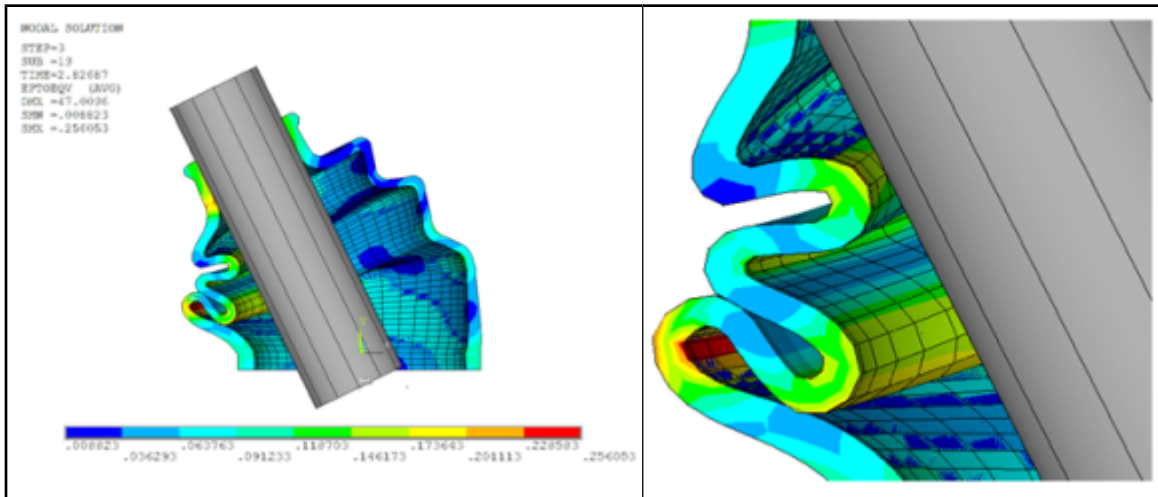 NODAL SOLUTION
STEP=3
SUB =19
TIME=2.82687
EPTOEQV (AVG)
DMX =47.0096
SMN =.008823
SMX =.256053
.008823 .063763 .118703 .173643 .228583
.036293 .091233 .146173 .201113 .256053